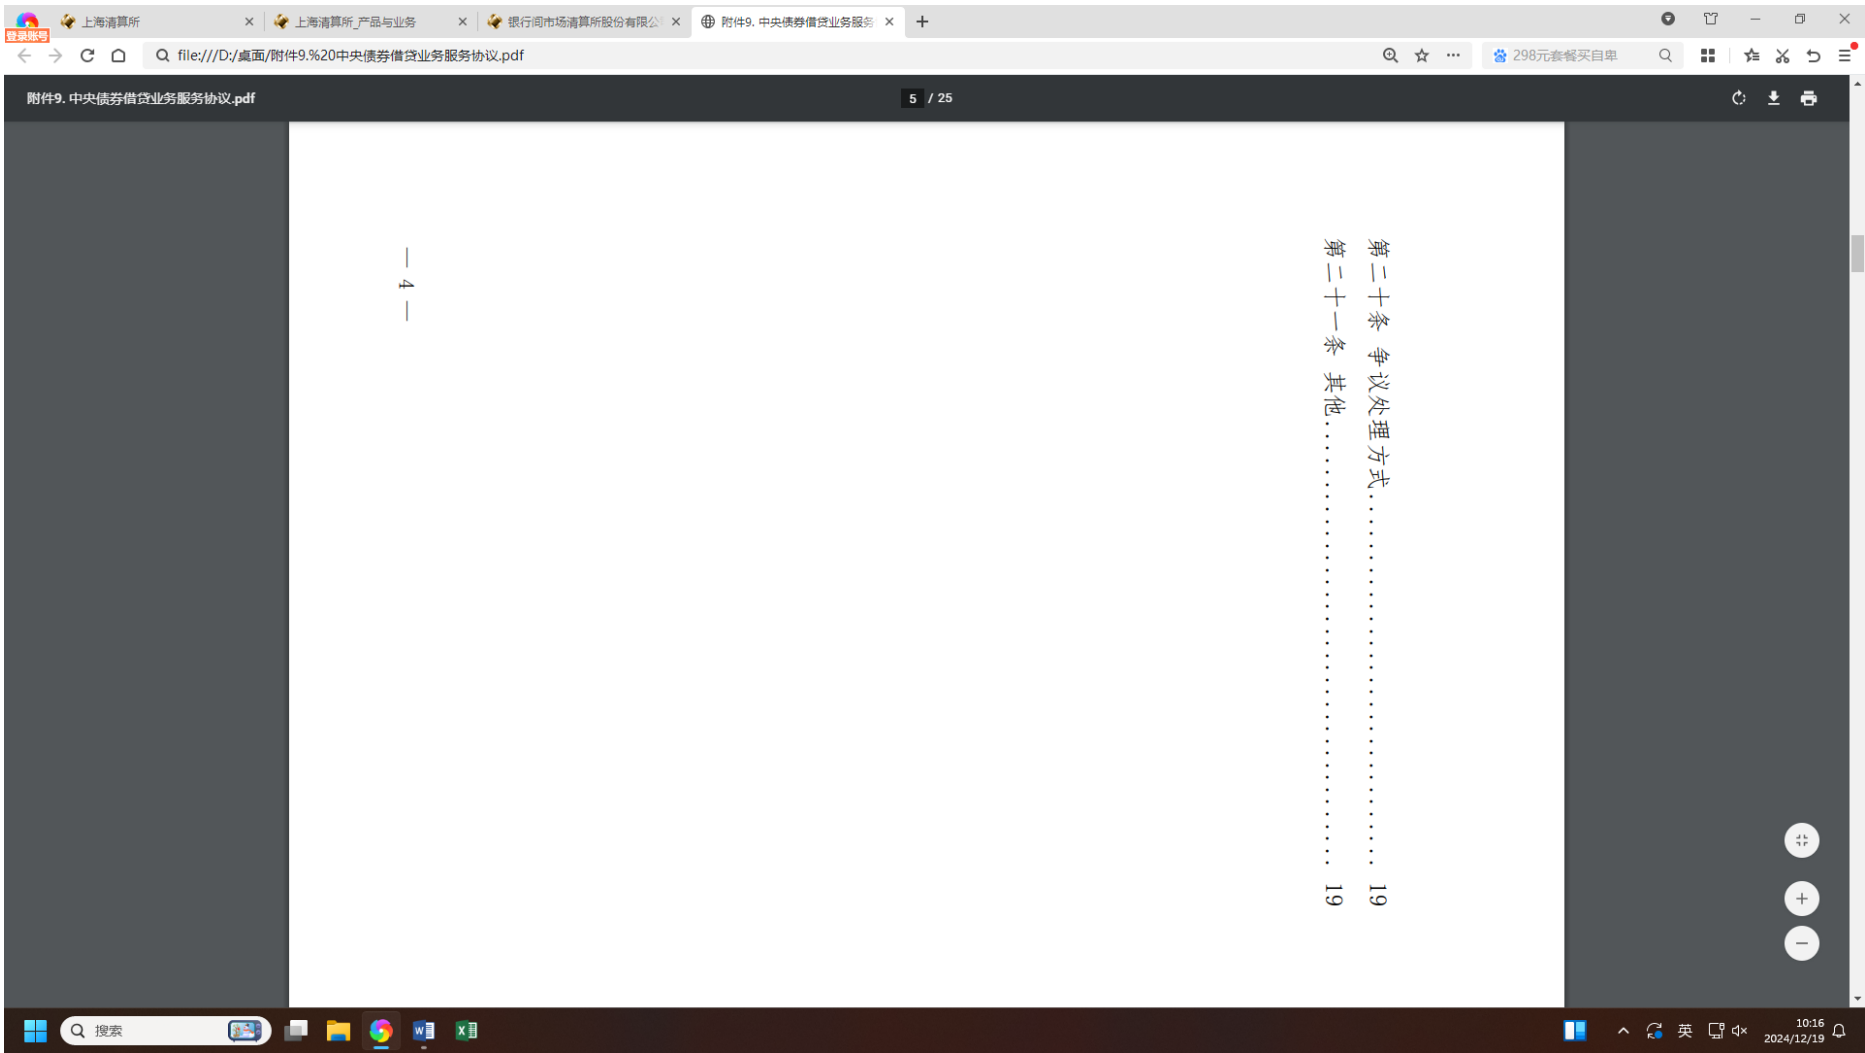 上海清算所
上海清算所_产品与业务
银行间市场清算所股份有限公
附件9. 中央债券借贷业务服务
登录账号
file:///D:/桌面/附件9.%20中央债券借贷业务服务协议.pdf
298元套餐买自卑
附件9. 中央债券借贷业务服务协议.pdf
5 / 25
第二十条 争议处理方式........................................ 19
第二十一条 其他........................................ 19
— 4 —
搜索
英
10:16
2024/12/19